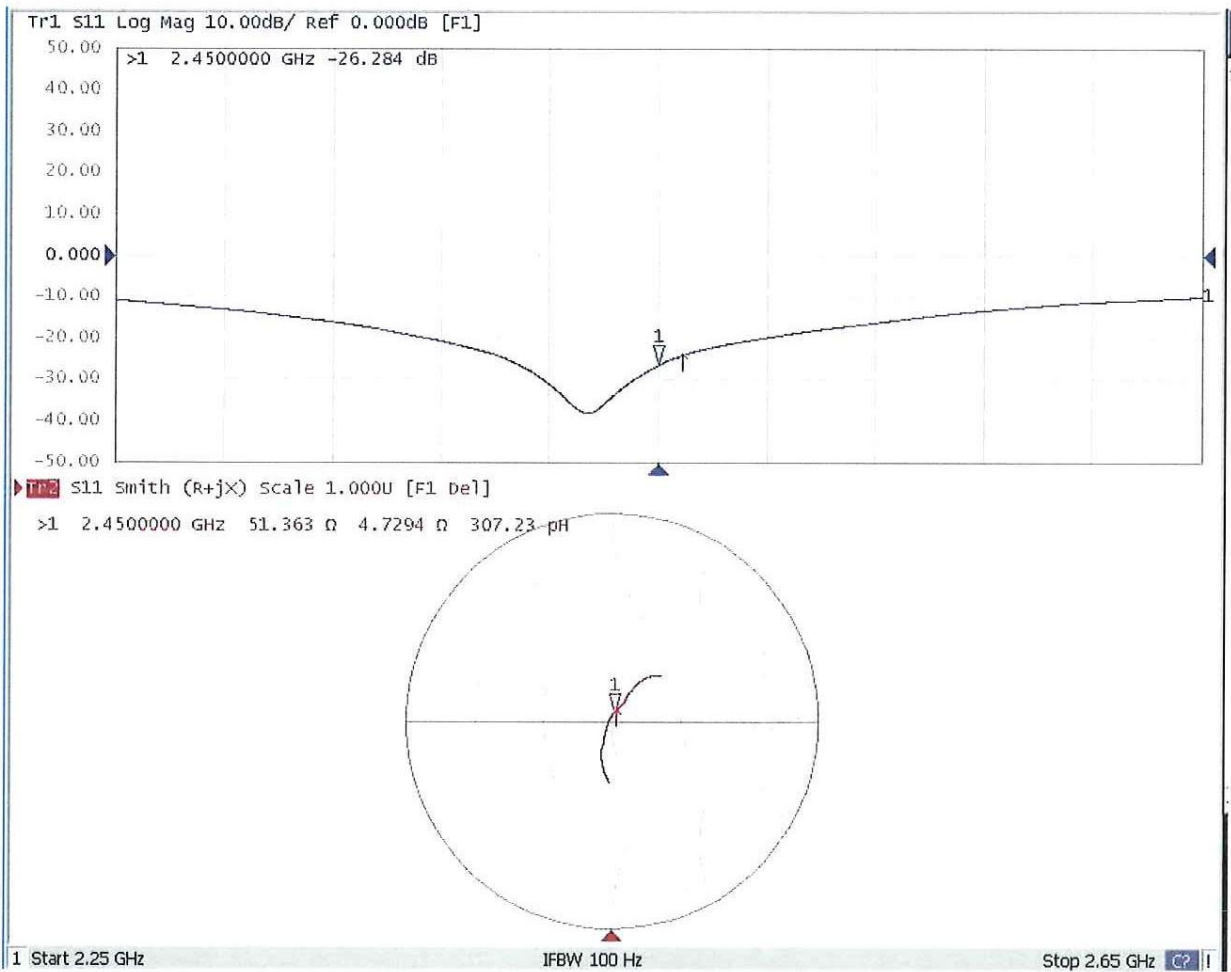 Tr1 S11 Log Mag 10.00dB/ Ref 0.000dB [F1]
50.00
>1 2.4500000 GHz -26.284 dB
40.00
30.00
20.00
10.00
0.000
-10.00
1
-20.00
1
-30.00
-40.00
-50.00
Tr2 S11 Smith (R+jX) Scale 1.000U [F1 Del]
>1 2.4500000 GHz 51.363 Ω 4.7294 Ω 307.23 pH
1
1 Start 2.25 GHz IFBW 100 Hz Stop 2.65 GHz C? !